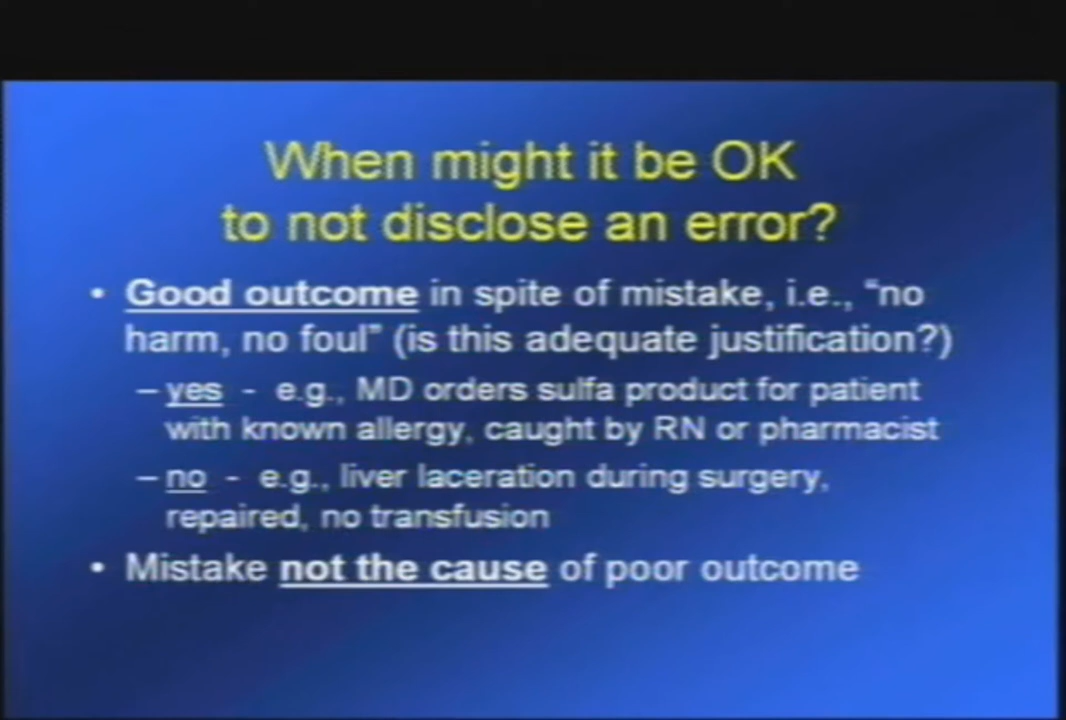 When might it be OK
to not disclose an error?
• Good outcome in spite of mistake, i.e., “no
harm, no foul” (is this adequate justification?)
– yes - e.g., MD orders sulfa product for patient
with known allergy, caught by RN or pharmacist
– no - e.g., liver laceration during surgery,
repaired, no transfusion
• Mistake not the cause of poor outcome